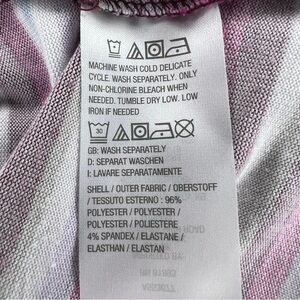 MACHINE WASH COLD DELICATE
CYCLE. WASH SEPARATELY. ONLY
NON-CHLORINE BLEACH WHEN
NEEDED. TUMBLE DRY LOW. LOW
IRON IF NEEDED
30
GB: WASH SEPARATELY
D: SEPARAT WASCHEN
I: LAVARE SEPARATAMENTE
SHELL / OUTER FABRIC / OBERSTOFF
/ TESSUTO ESTERNO : 96%
POLYESTER / POLYESTER /
POLYESTER / POLIESTERE
4% SPANDEX / ELASTANE /
ELASTHAN / ELASTAN